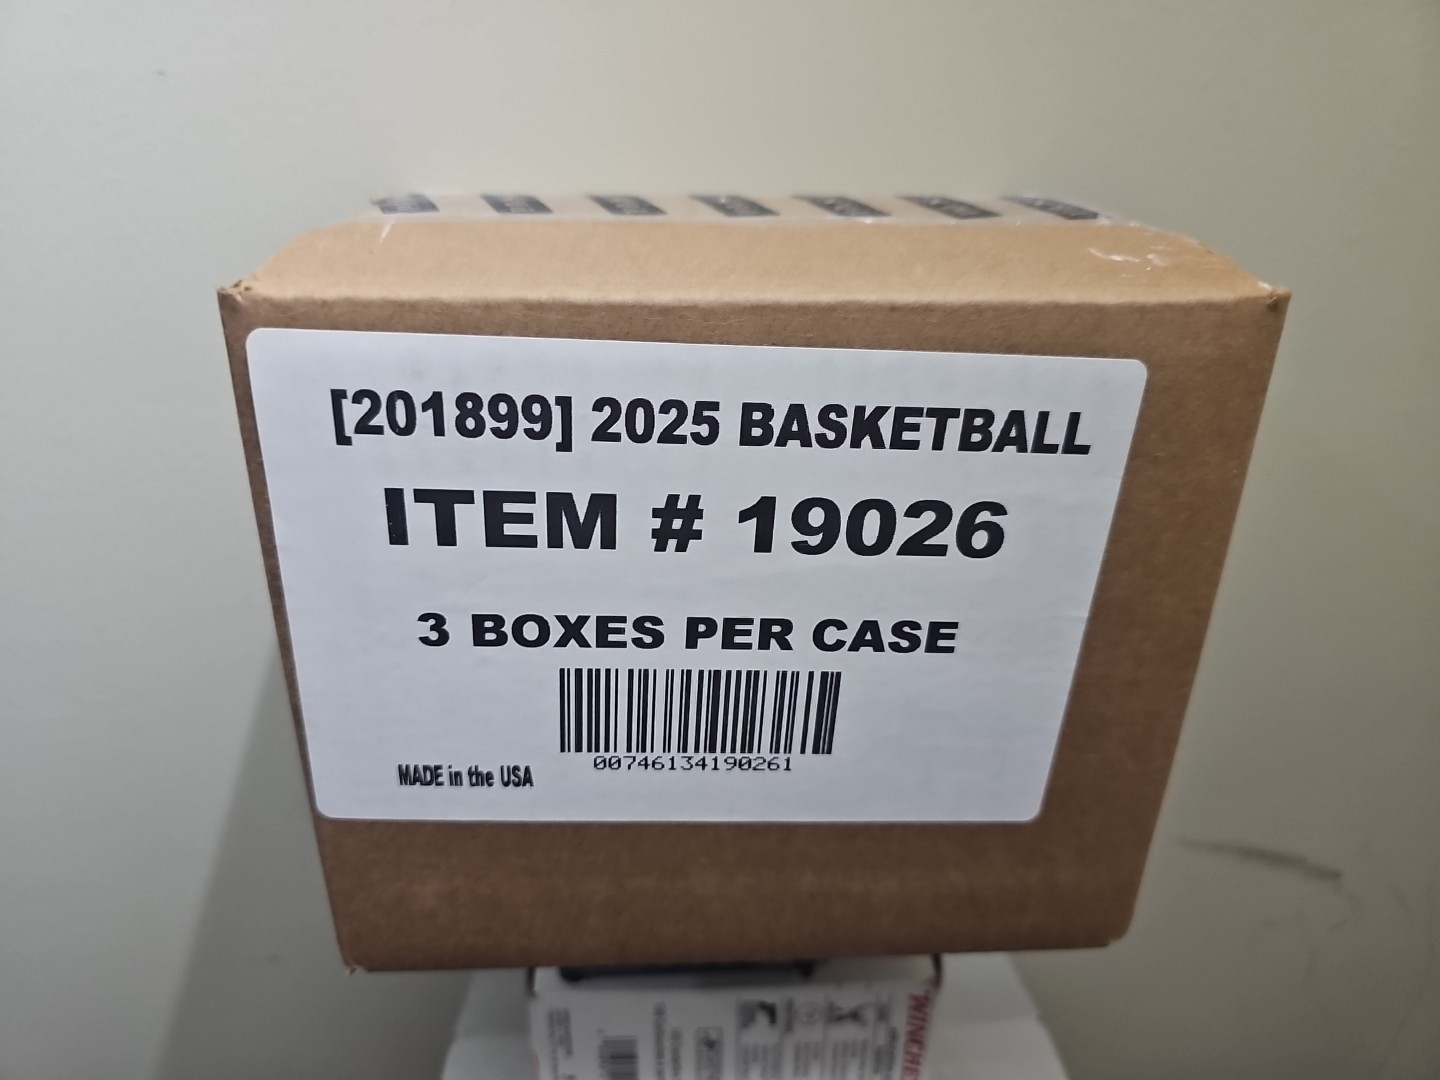 [201899] 2025 BASKETBALL
ITEM # 19026
3 BOXES PER CASE
00746134190261
MADE in the USA